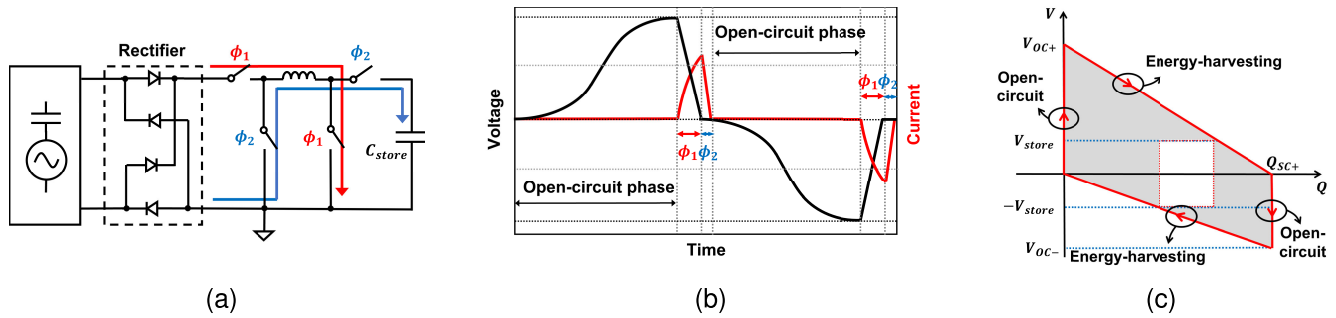 Rectifier
ϕ1
ϕ2
ϕ2
ϕ1
Cstore
(a)
Voltage
Open-circuit phase
Open-circuit phase
ϕ1 ϕ2
ϕ1 ϕ2
Current
Time
(b)
V
VOC+
Energy-harvesting
Open-
circuit
Vstore
QSC+
Q
−Vstore
VOC−
Energy-harvesting
Open-
circuit
(c)